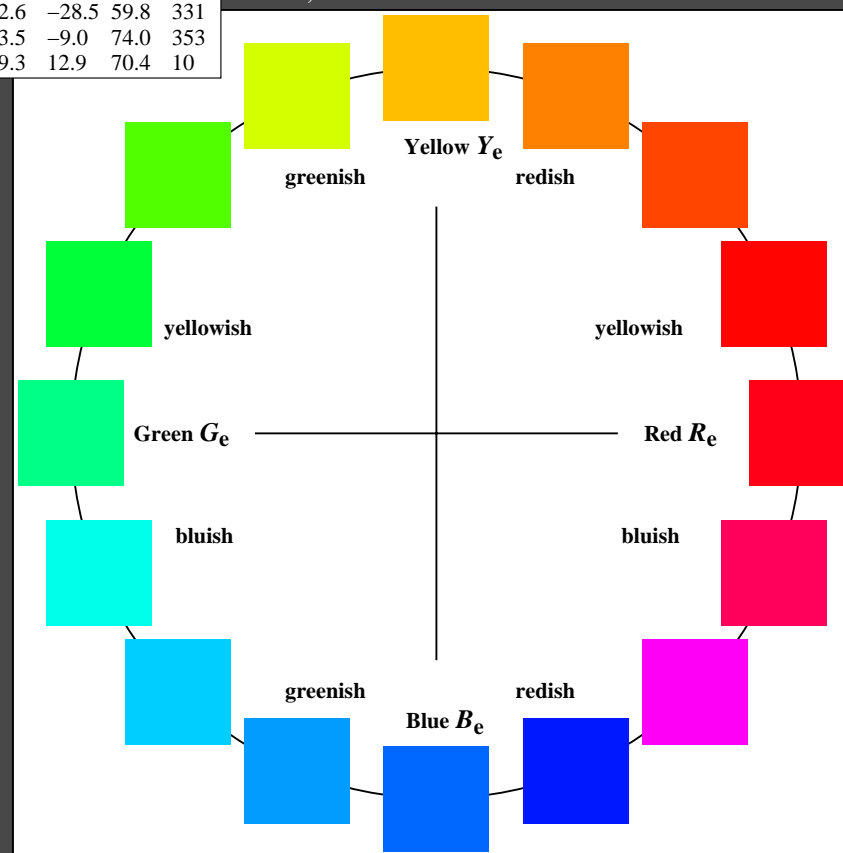 2.6 –28.5 59.8 331
3.5 –9.0 74.0 353
9.3 12.9 70.4 10
Yellow Ye
greenish redish
yellowish yellowish
Green Ge Red Re
bluish bluish
greenish redish
Blue Be